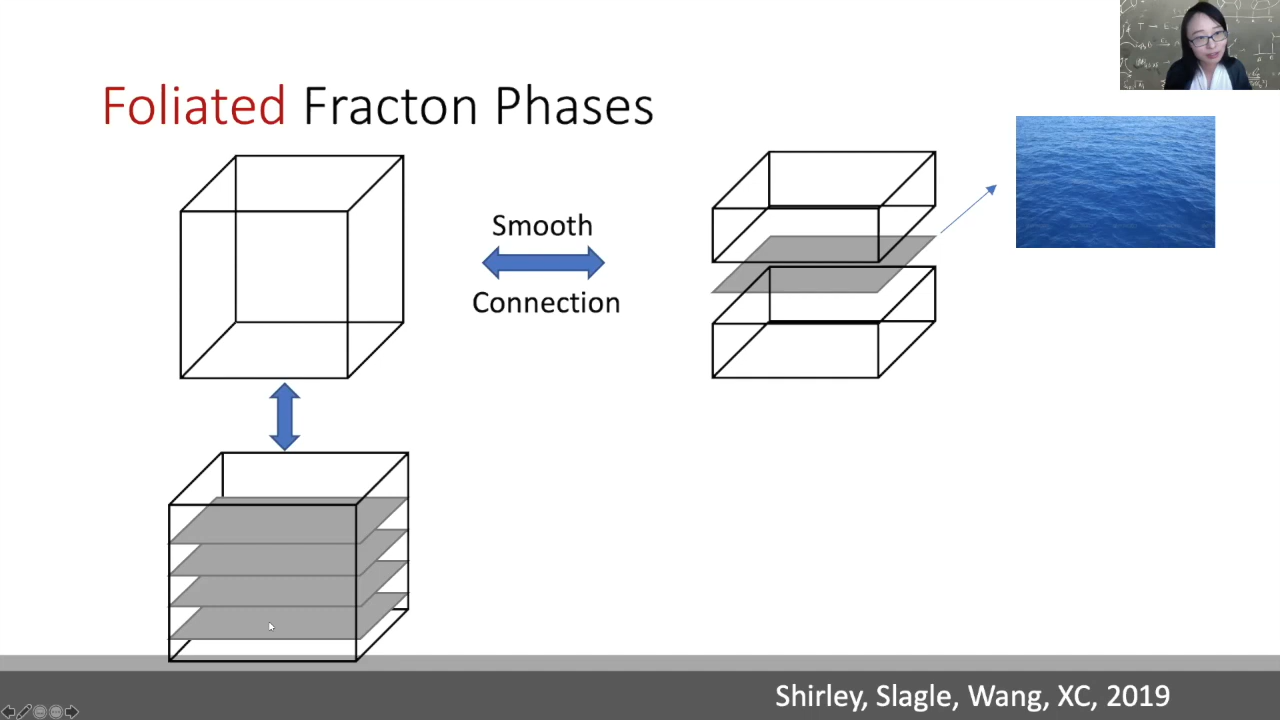 Foliated Fracton Phases
Smooth
Connection
Shirley, Slagle, Wang, XC, 2019